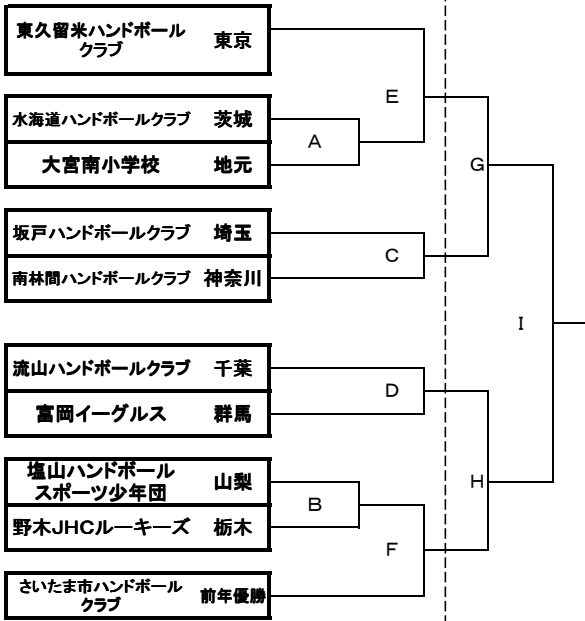 東久留米ハンドボール
クラブ 東京
E
水海道ハンドボールクラブ 茨城
A
大宮南小学校 地元
G
坂戸ハンドボールクラブ 埼玉
C
南林間ハンドボールクラブ 神奈川
I
流山ハンドボールクラブ 千葉
D
富岡イーグルス 群馬
塩山ハンドボール
スポーツ少年団 山梨
H
B
野木JHCルーキーズ 栃木
F
さいたま市ハンドボール
クラブ 前年優勝